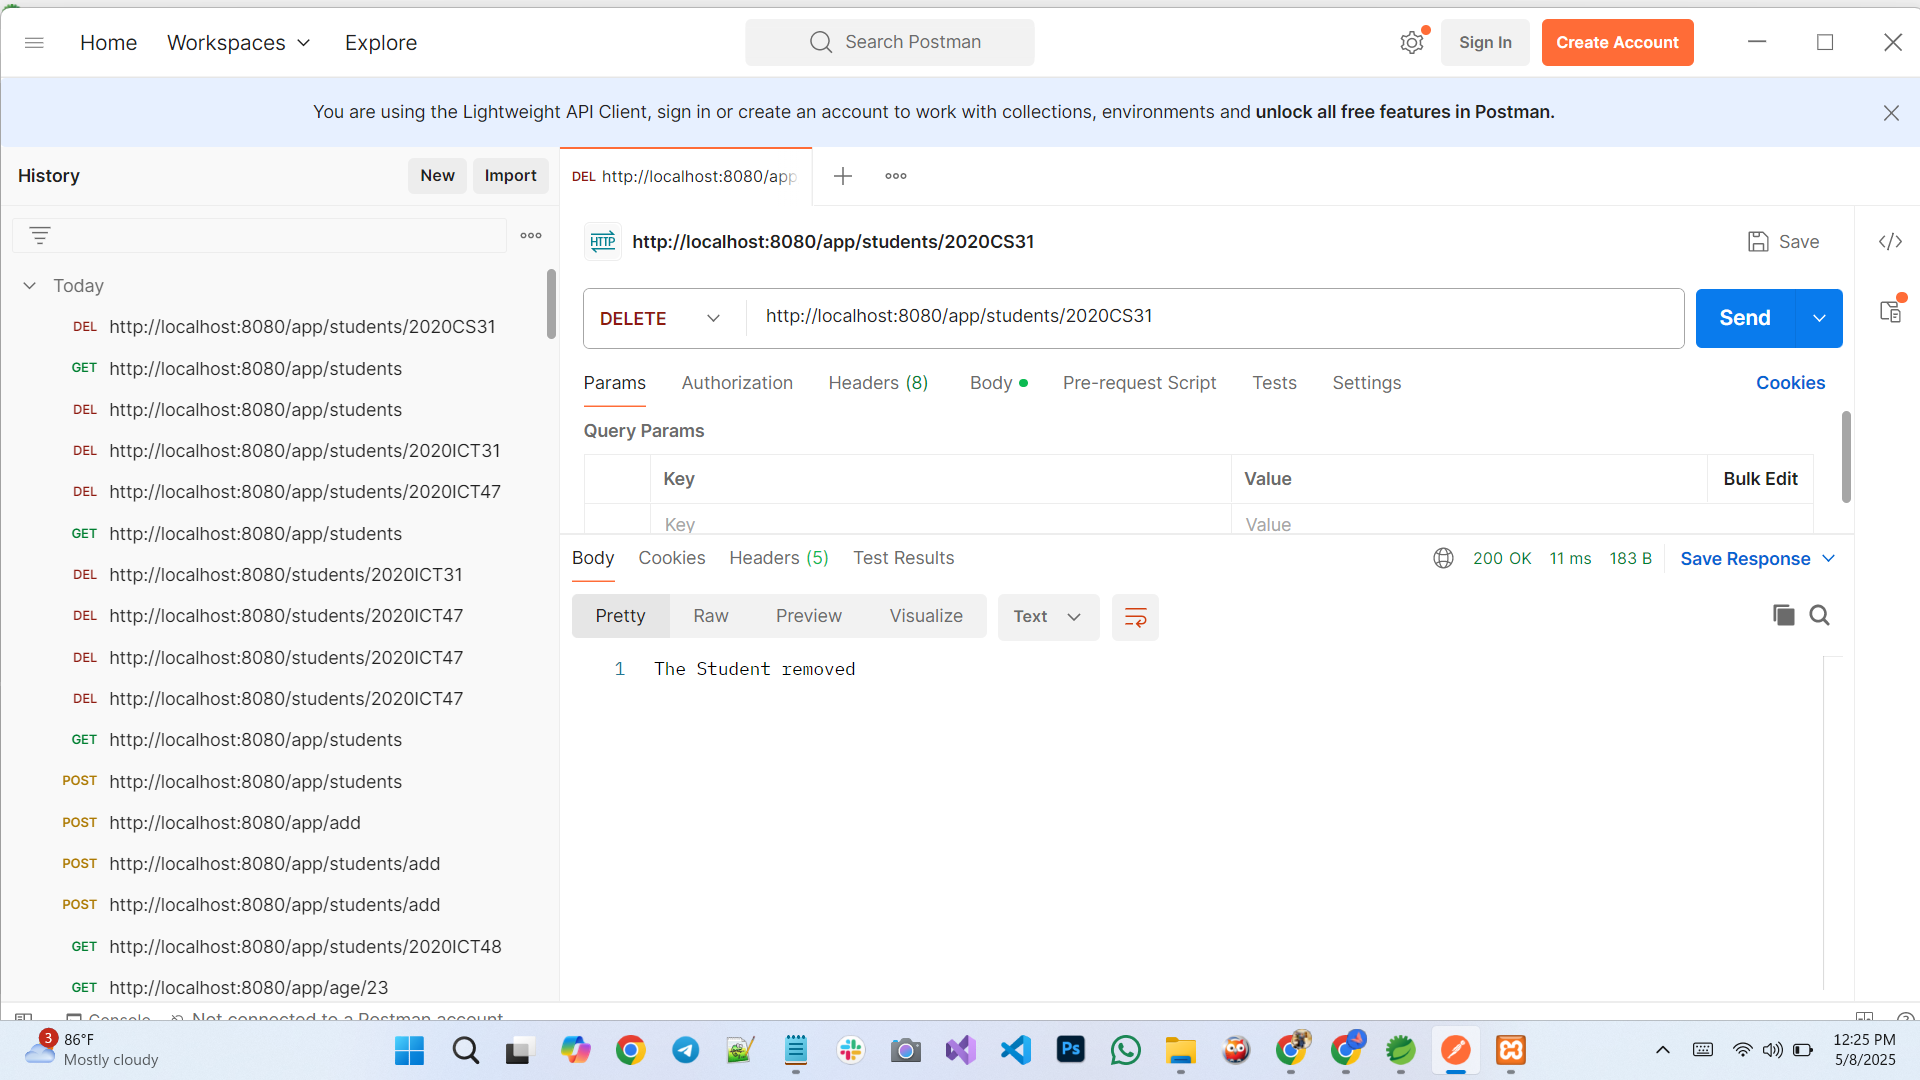 Home Workspaces Explore Search Postman Sign In Create Account
You are using the Lightweight API Client, sign in or create an account to work with collections, environments and unlock all free features in Postman.
History New Import
DEL http://localhost:8080/app
HTTP http://localhost:8080/app/students/2020CS31 Save
Today
DEL http://localhost:8080/app/students/2020CS31
GET http://localhost:8080/app/students
DEL http://localhost:8080/app/students
DEL http://localhost:8080/app/students/2020ICT31
DEL http://localhost:8080/app/students/2020ICT47
GET http://localhost:8080/app/students
DEL http://localhost:8080/students/2020ICT31
DEL http://localhost:8080/students/2020ICT47
DEL http://localhost:8080/students/2020ICT47
DEL http://localhost:8080/students/2020ICT47
GET http://localhost:8080/app/students
POST http://localhost:8080/app/students
POST http://localhost:8080/app/add
POST http://localhost:8080/app/students/add
POST http://localhost:8080/app/students/add
GET http://localhost:8080/app/students/2020ICT48
GET http://localhost:8080/app/age/23
DELETE http://localhost:8080/app/students/2020CS31 Send
Params Authorization Headers (8) Body Pre-request Script Tests Settings Cookies
Query Params
Key Value Bulk Edit
Key Value
Body Cookies Headers (5) Test Results 200 OK 11 ms 183 B Save Response
Pretty Raw Preview Visualize Text
1 The Student removed
Console Not connected to a Postman account
3 86°F
Mostly cloudy
Ps
12:25 PM
5/8/2025